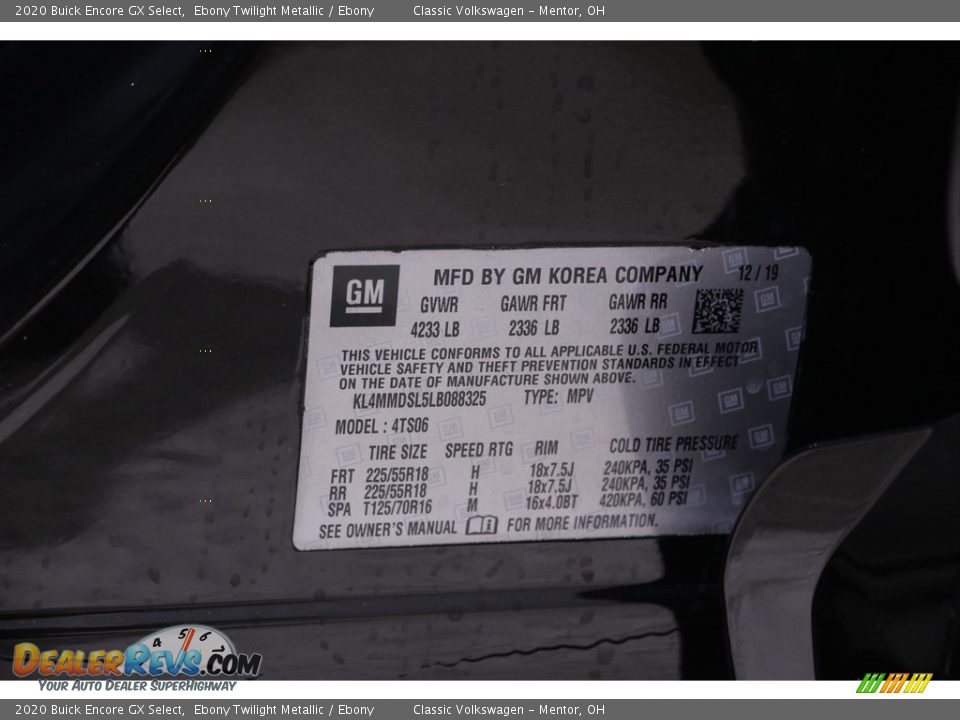 2020 Buick Encore GX Select, Ebony Twilight Metallic / Ebony Classic Volkswagen - Mentor, OH
GM
MFD BY GM KOREA COMPANY 12 / 19
GVWR GAWR FRT GAWR RR
4233 LB 2336 LB 2336 LB
THIS VEHICLE CONFORMS TO ALL APPLICABLE U.S. FEDERAL MOTOR
VEHICLE SAFETY AND THEFT PREVENTION STANDARDS IN EFFECT
ON THE DATE OF MANUFACTURE SHOWN ABOVE.
KL4MMDSL5LB088325 TYPE: MPV
MODEL : 4TS06
TIRE SIZE SPEED RTG RIM COLD TIRE PRESSURE
FRT 225/55R18 H 18x7.5J 240KPA, 35 PSI
RR 225/55R18 H 18x7.5J 240KPA, 35 PSI
SPA T125/70R16 M 16x4.0BT 420KPA, 60 PSI
SEE OWNER'S MANUAL FOR MORE INFORMATION.
4 5 6
DEALERREVS.COM
YOUR AUTO DEALER SUPERHIGHWAY
2020 Buick Encore GX Select, Ebony Twilight Metallic / Ebony Classic Volkswagen - Mentor, OH